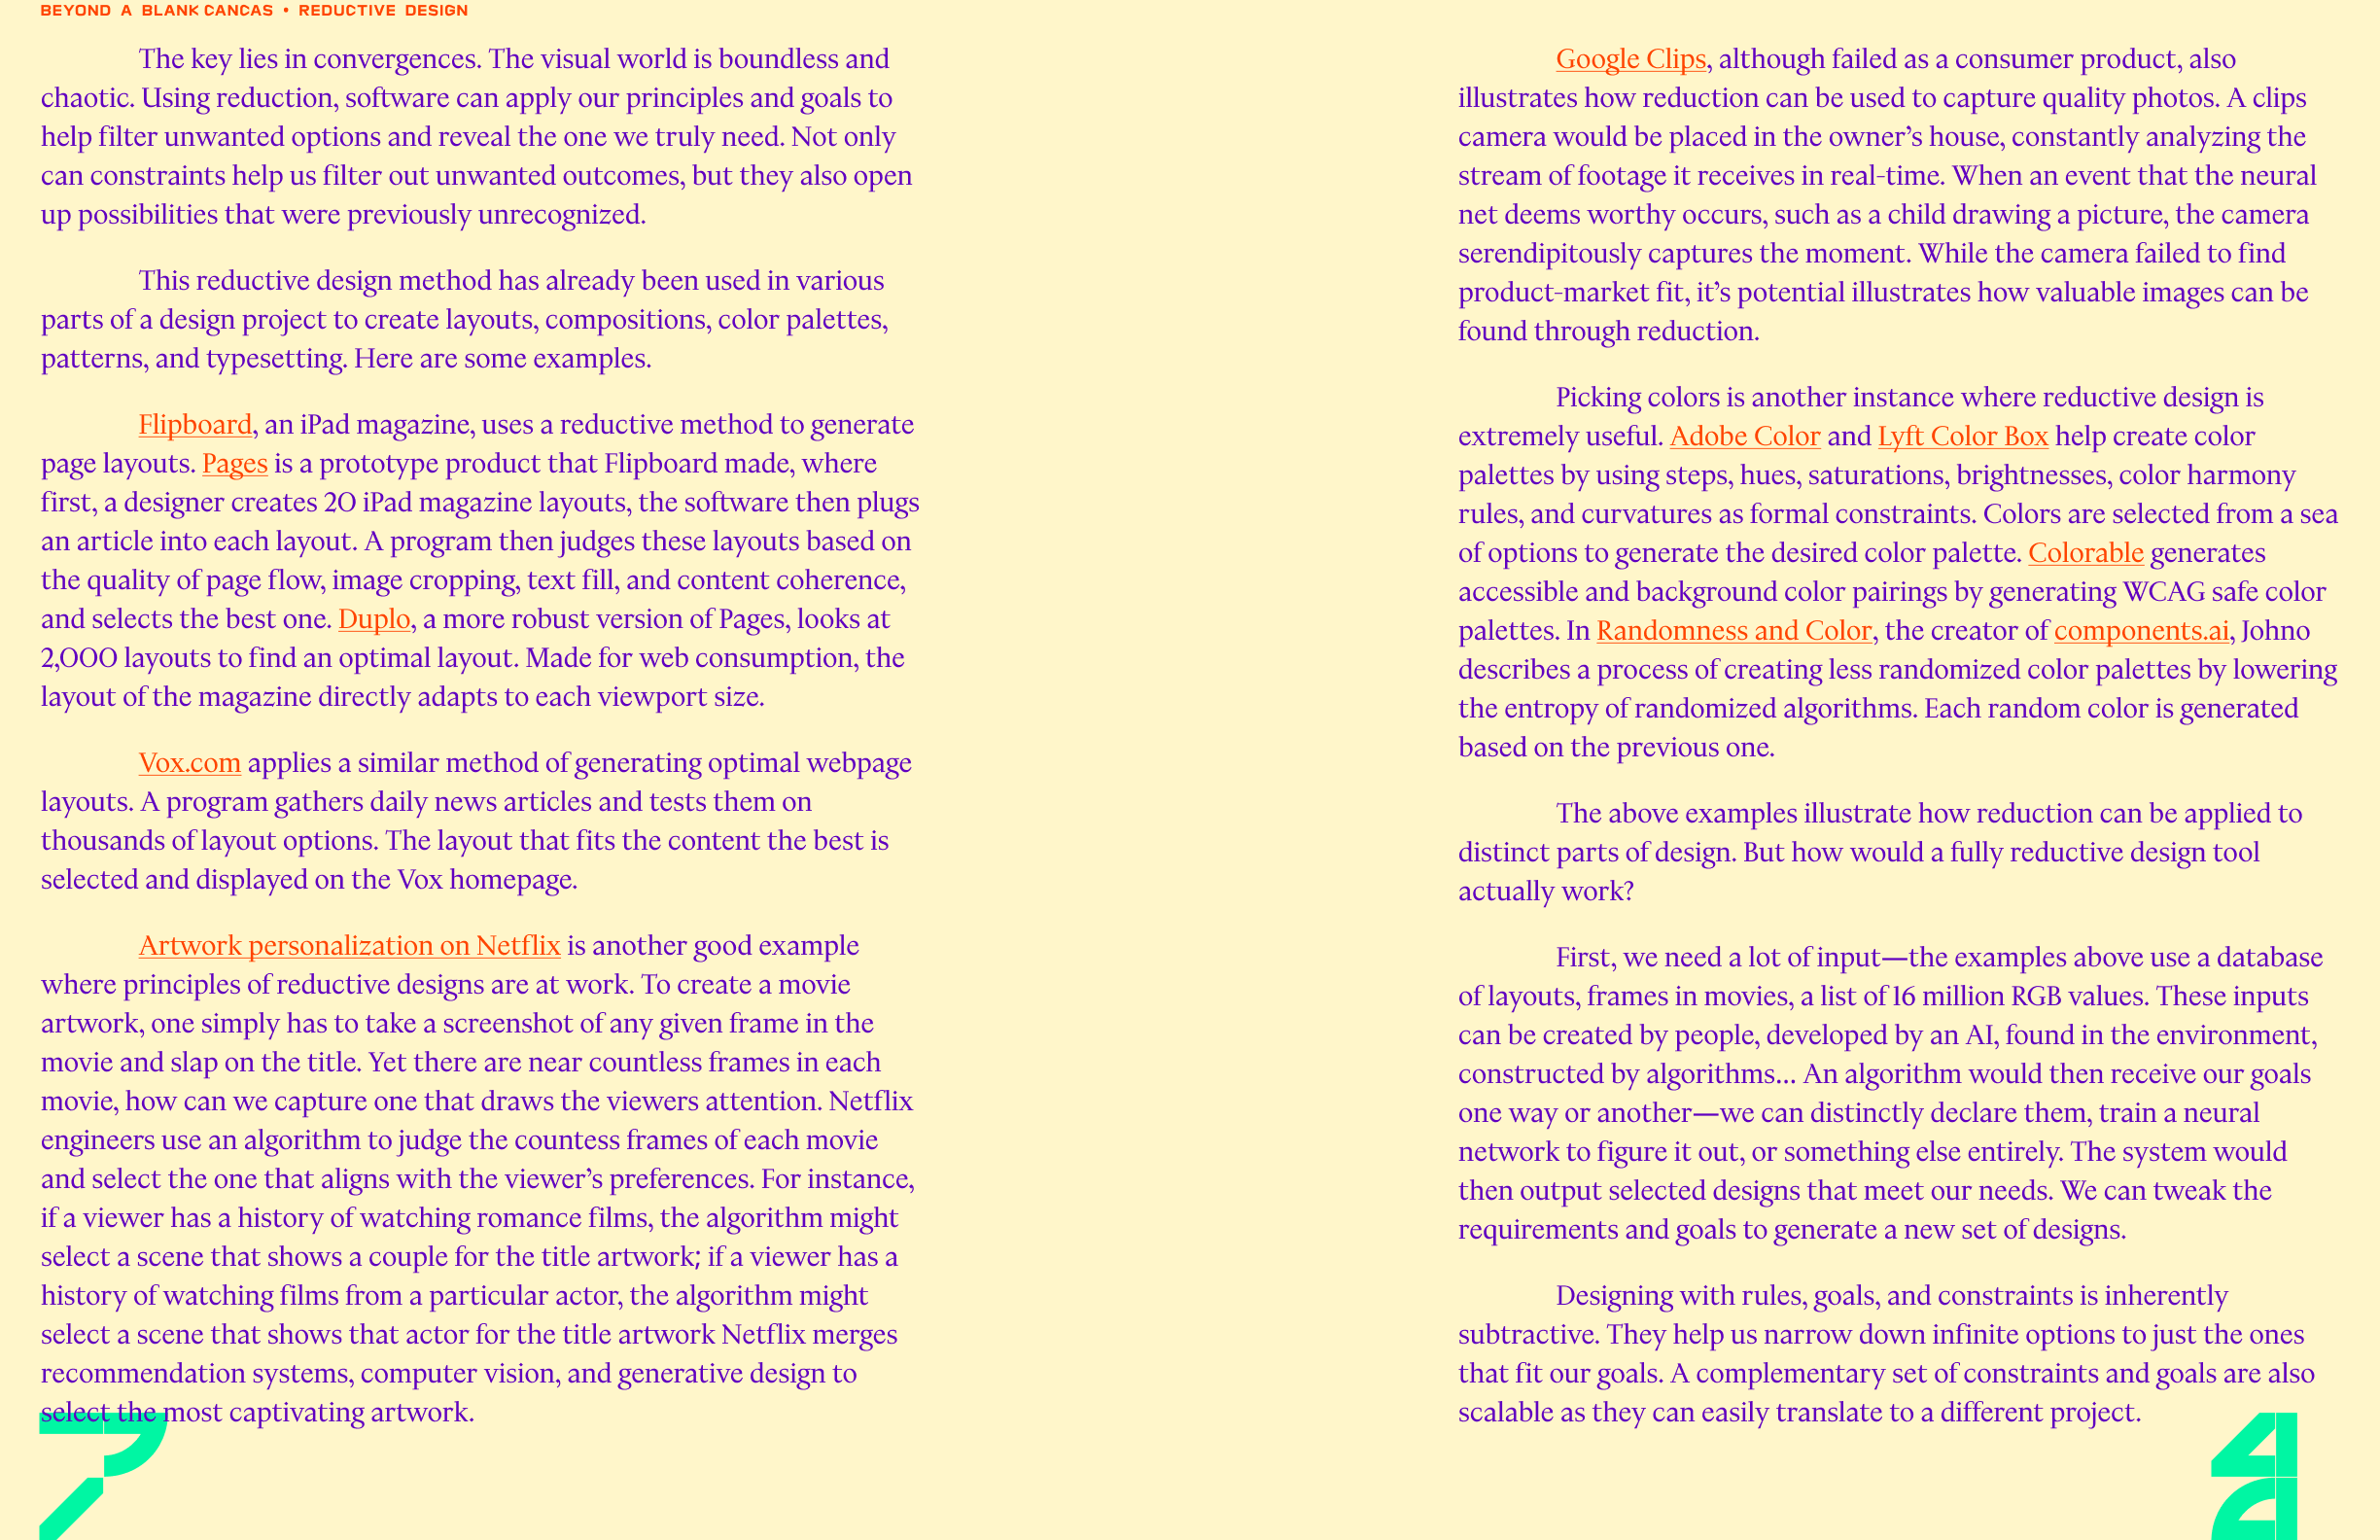 BEYOND A BLANK CANCAS • REDUCTIVE DESIGN
The key lies in convergences. The visual world is boundless and
chaotic. Using reduction, software can apply our principles and goals to
help filter unwanted options and reveal the one we truly need. Not only
can constraints help us filter out unwanted outcomes, but they also open
up possibilities that were previously unrecognized.
This reductive design method has already been used in various
parts of a design project to create layouts, compositions, color palettes,
patterns, and typesetting. Here are some examples.
Flipboard, an iPad magazine, uses a reductive method to generate
page layouts. Pages is a prototype product that Flipboard made, where
first, a designer creates 20 iPad magazine layouts, the software then plugs
an article into each layout. A program then judges these layouts based on
the quality of page flow, image cropping, text fill, and content coherence,
and selects the best one. Duplo, a more robust version of Pages, looks at
2,000 layouts to find an optimal layout. Made for web consumption, the
layout of the magazine directly adapts to each viewport size.
Vox.com applies a similar method of generating optimal webpage
layouts. A program gathers daily news articles and tests them on
thousands of layout options. The layout that fits the content the best is
selected and displayed on the Vox homepage.
Artwork personalization on Netflix is another good example
where principles of reductive designs are at work. To create a movie
artwork, one simply has to take a screenshot of any given frame in the
movie and slap on the title. Yet there are near countless frames in each
movie, how can we capture one that draws the viewers attention. Netflix
engineers use an algorithm to judge the countess frames of each movie
and select the one that aligns with the viewer’s preferences. For instance,
if a viewer has a history of watching romance films, the algorithm might
select a scene that shows a couple for the title artwork; if a viewer has a
history of watching films from a particular actor, the algorithm might
select a scene that shows that actor for the title artwork Netflix merges
recommendation systems, computer vision, and generative design to
select the most captivating artwork.
Google Clips, although failed as a consumer product, also
illustrates how reduction can be used to capture quality photos. A clips
camera would be placed in the owner’s house, constantly analyzing the
stream of footage it receives in real-time. When an event that the neural
net deems worthy occurs, such as a child drawing a picture, the camera
serendipitously captures the moment. While the camera failed to find
product-market fit, it’s potential illustrates how valuable images can be
found through reduction.
Picking colors is another instance where reductive design is
extremely useful. Adobe Color and Lyft Color Box help create color
palettes by using steps, hues, saturations, brightnesses, color harmony
rules, and curvatures as formal constraints. Colors are selected from a sea
of options to generate the desired color palette. Colorable generates
accessible and background color pairings by generating WCAG safe color
palettes. In Randomness and Color, the creator of components.ai, Johno
describes a process of creating less randomized color palettes by lowering
the entropy of randomized algorithms. Each random color is generated
based on the previous one.
The above examples illustrate how reduction can be applied to
distinct parts of design. But how would a fully reductive design tool
actually work?
First, we need a lot of input—the examples above use a database
of layouts, frames in movies, a list of 16 million RGB values. These inputs
can be created by people, developed by an AI, found in the environment,
constructed by algorithms... An algorithm would then receive our goals
one way or another—we can distinctly declare them, train a neural
network to figure it out, or something else entirely. The system would
then output selected designs that meet our needs. We can tweak the
requirements and goals to generate a new set of designs.
Designing with rules, goals, and constraints is inherently
subtractive. They help us narrow down infinite options to just the ones
that fit our goals. A complementary set of constraints and goals are also
scalable as they can easily translate to a different project.